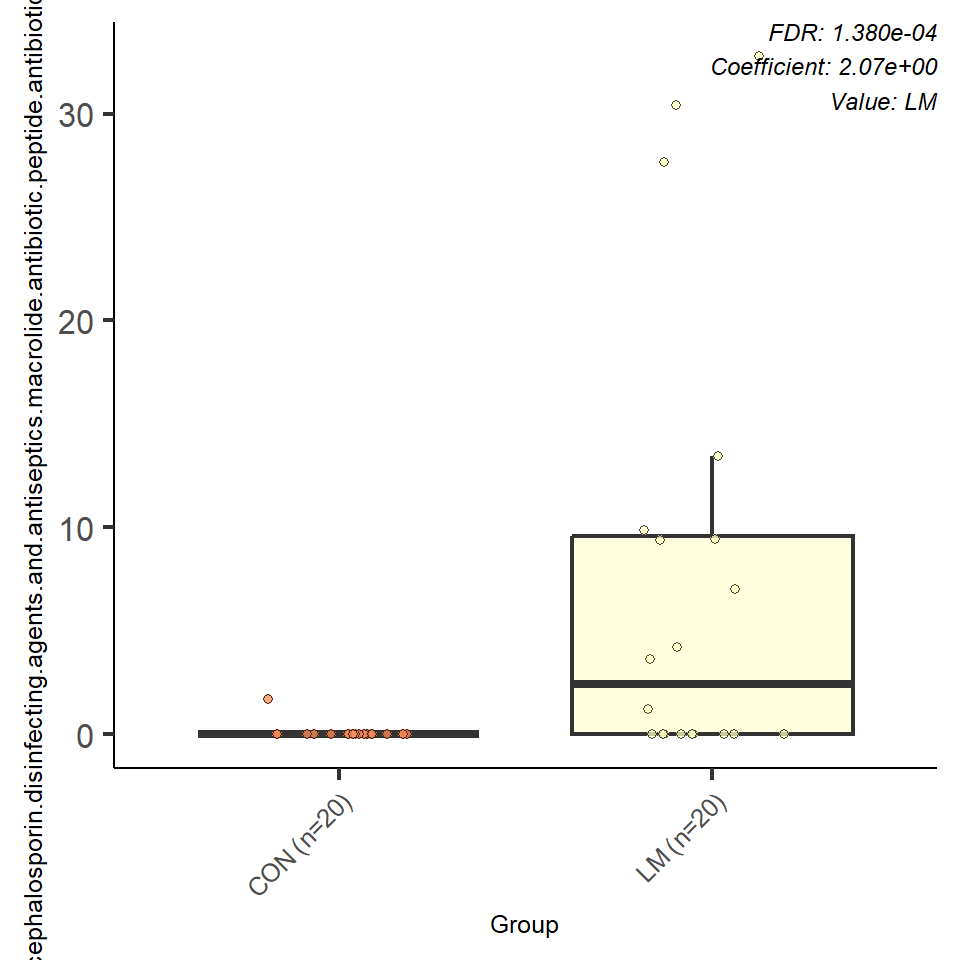 FDR: 1.380e-04
Coefficient: 2.07e+00
Value: LM
cephalosporin.disinfecting.agents.and.antiseptics.macrolide.antibiotic.peptide.antibiotic
30
20
10
0
CON (n=20)
LM (n=20)
Group